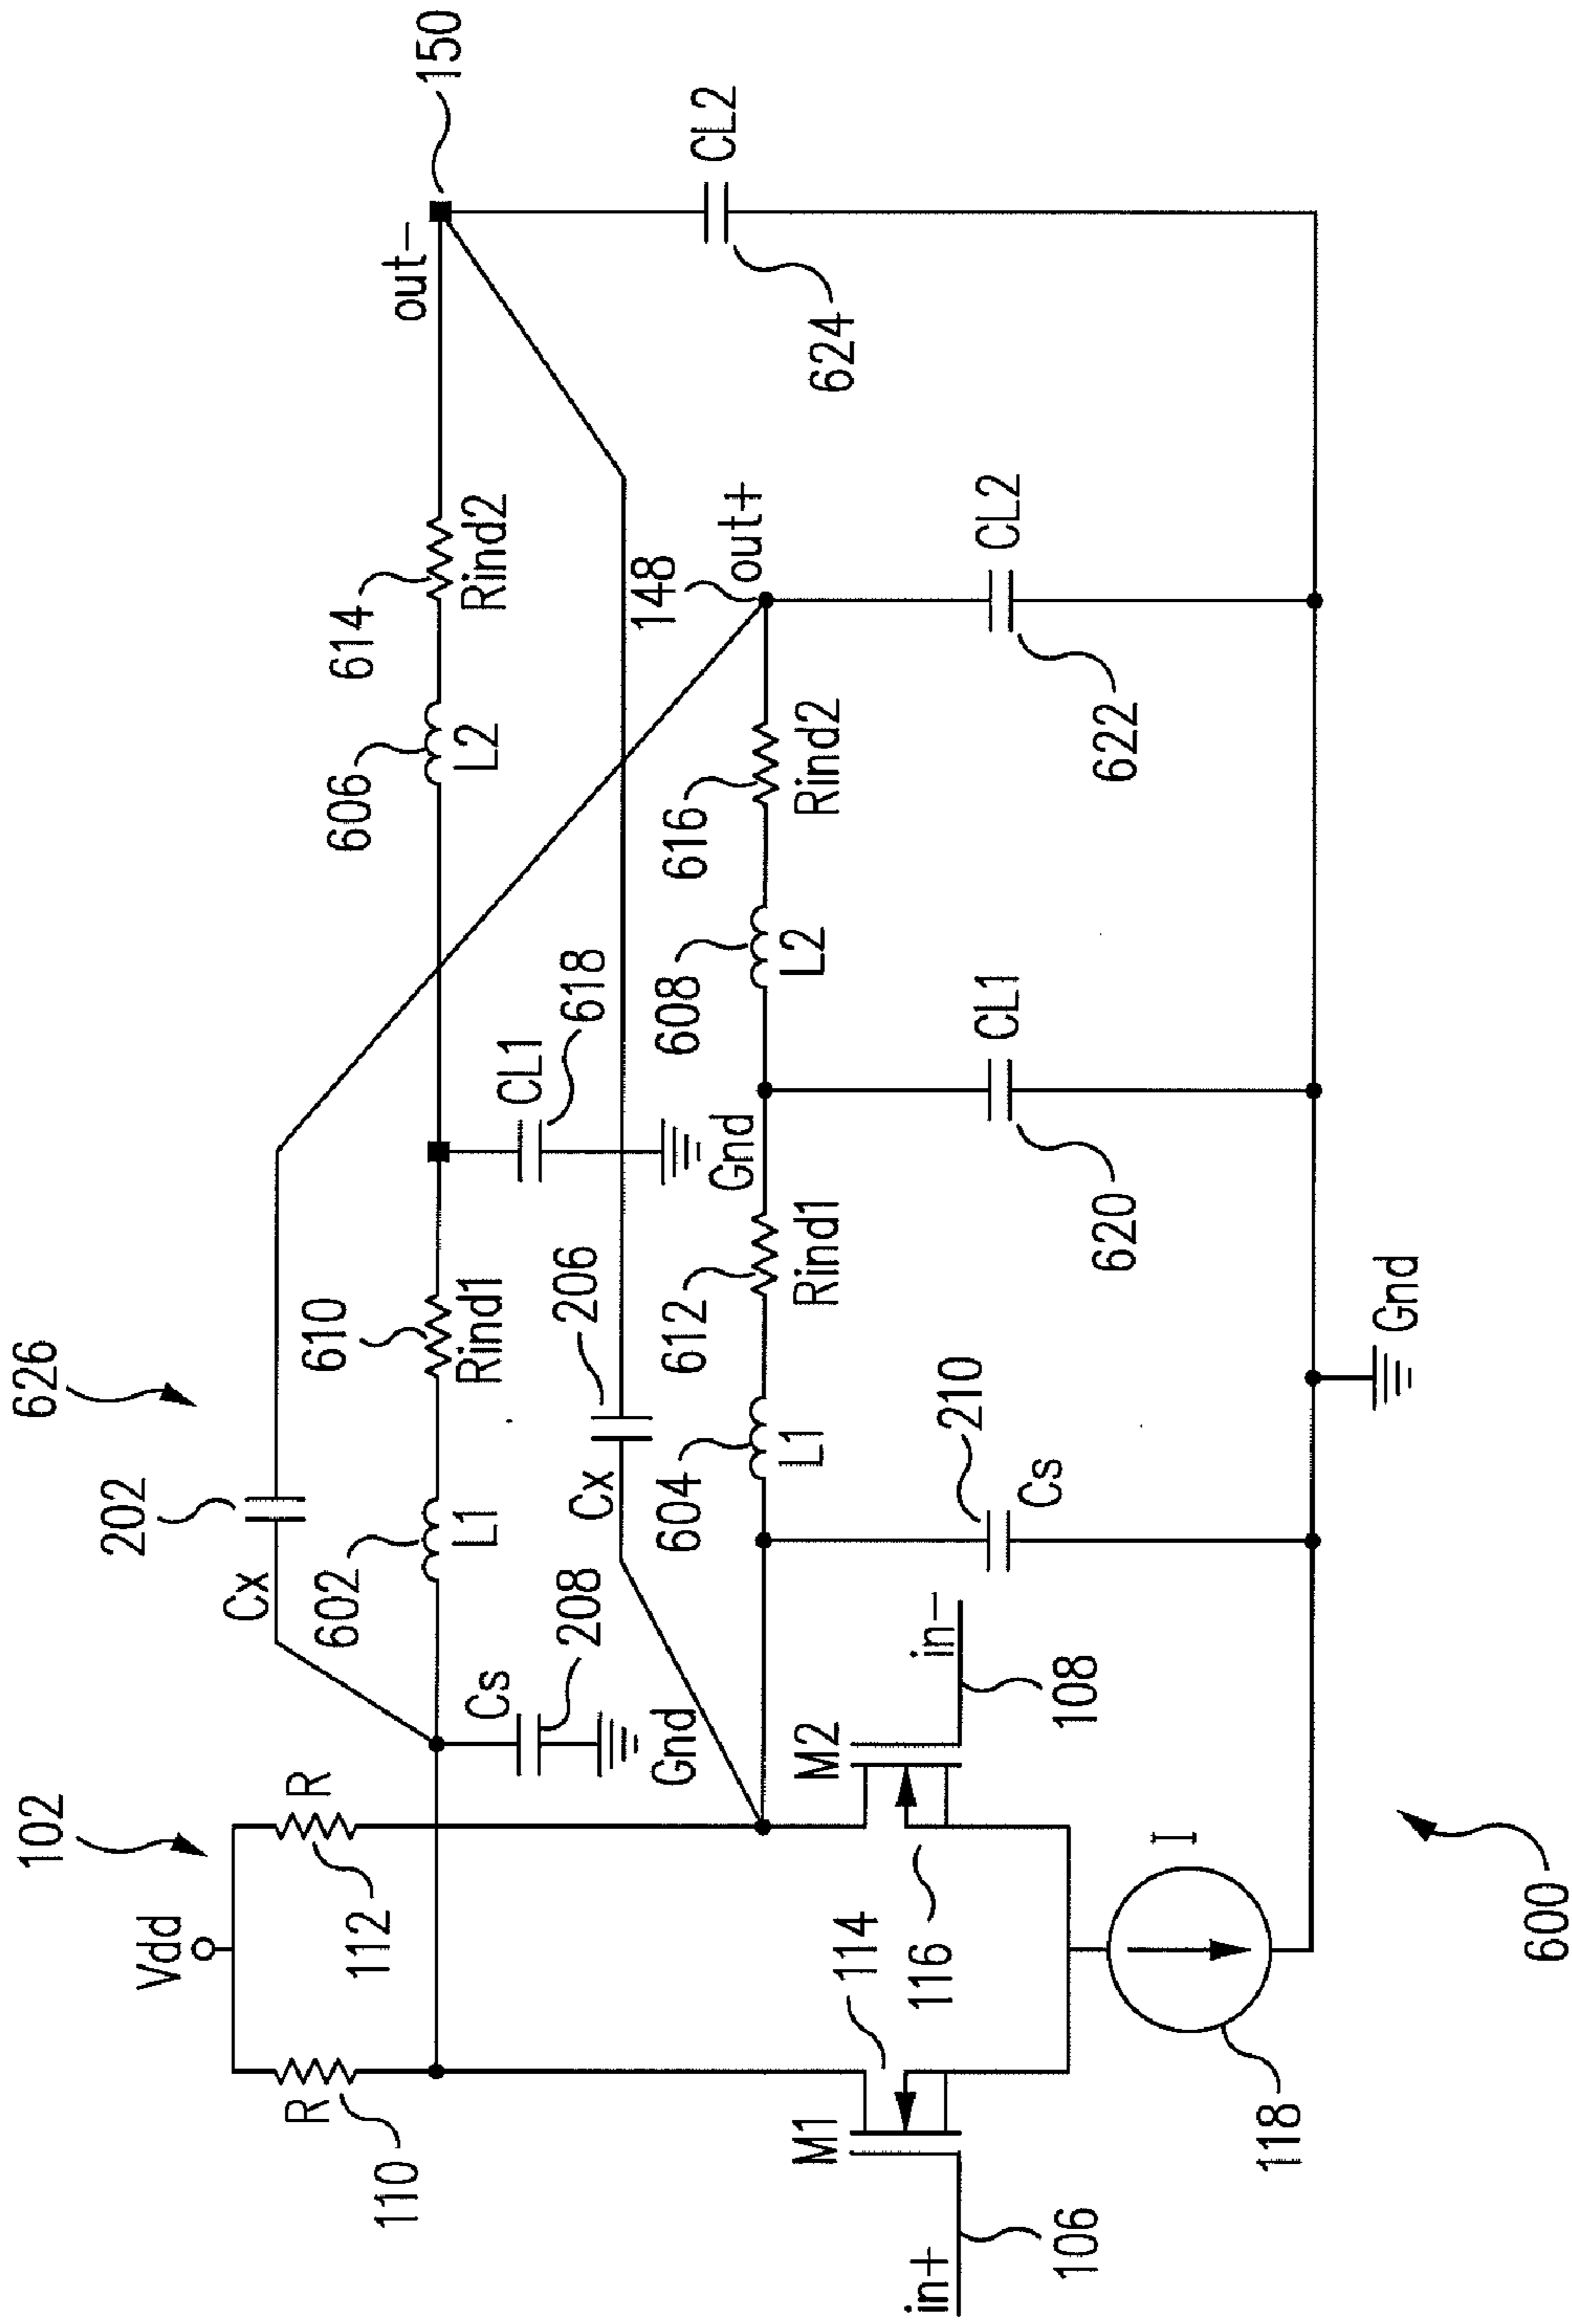 102
Vdd
R
R
110
112
Cx
202
626
Cs
208
Gnd
602
L1
610
Rind1
CL1
618
Gnd
606
L2
614
Rind2
out−
150
Cx
206
604
L1
612
Rind1
608
L2
616
Rind2
148
out+
CL2
624
M1
114
in+
106
M2
116
in−
108
210
Cs
CL1
620
CL2
622
I
118
Gnd
600